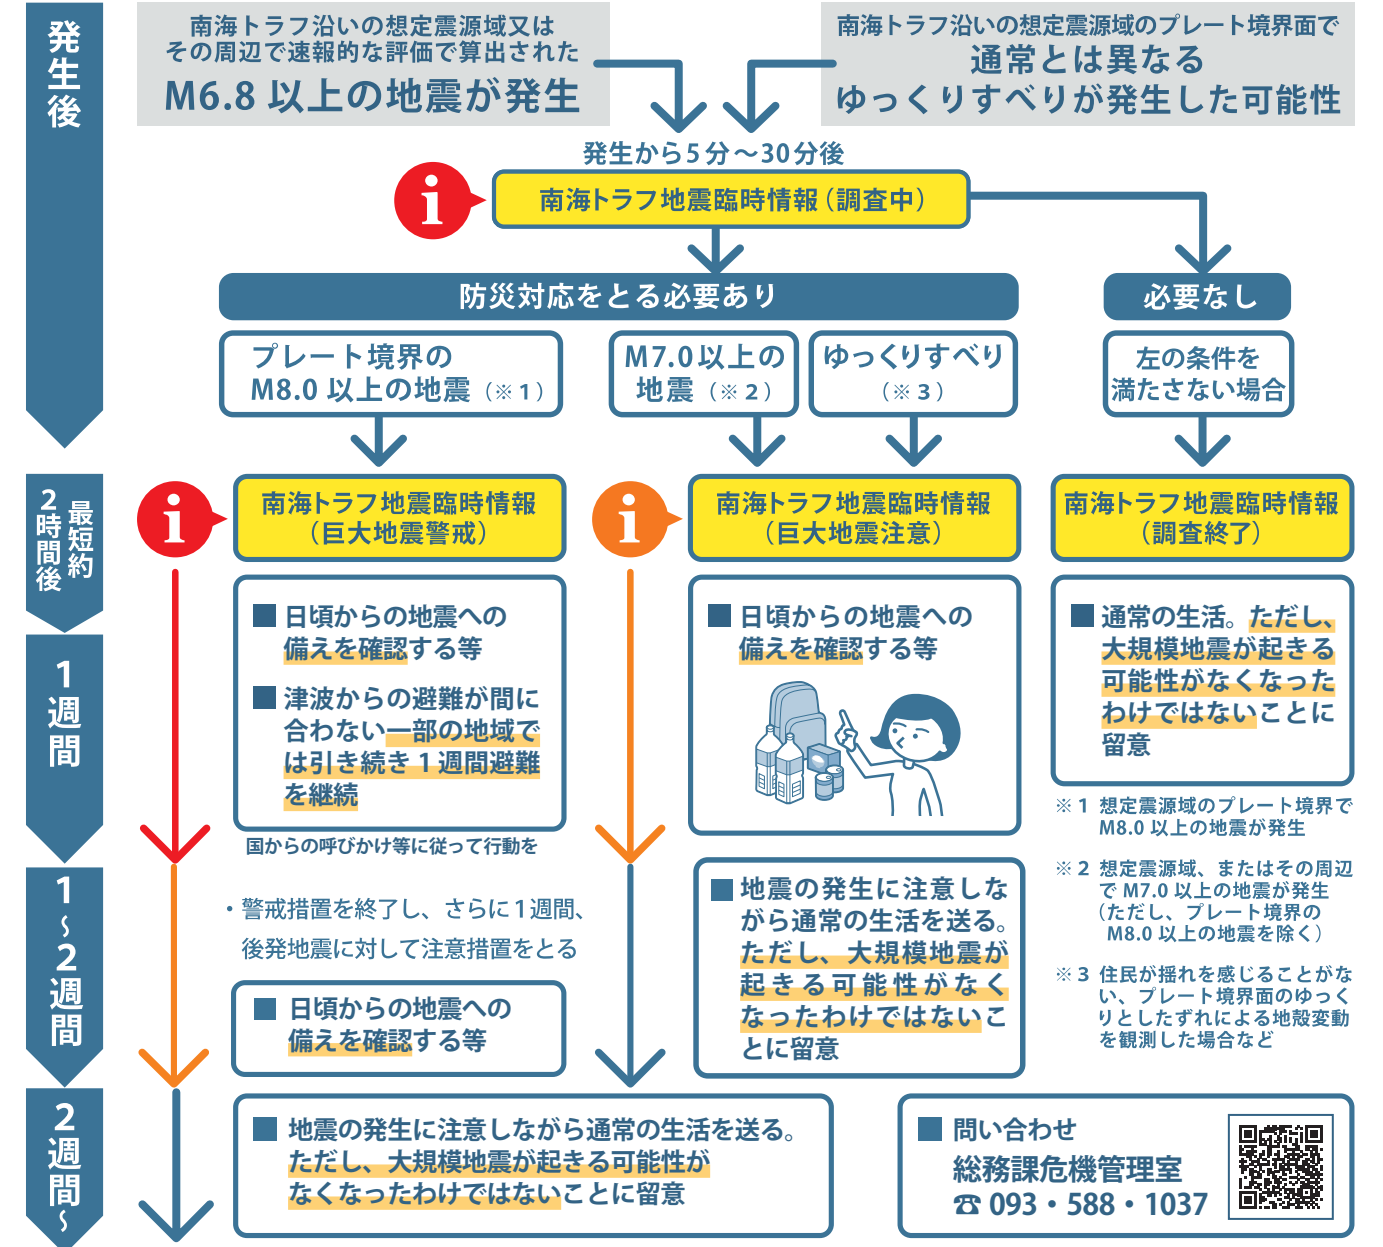 発生後
南海トラフ沿いの想定震源域又は
その周辺で速報的な評価で算出された
M6.8 以上の地震が発生
南海トラフ沿いの想定震源域のプレート境界面で
通常とは異なる
ゆっくりすべりが発生した可能性
発生から5分～30分後
i
南海トラフ地震臨時情報（調査中）
防災対応をとる必要あり
必要なし
プレート境界の
M8.0 以上の地震（※1）
M7.0以上の
地震（※2）
ゆっくりすべり
（※3）
左の条件を
満たさない場合
最短約
2時間後
i
南海トラフ地震臨時情報
（巨大地震警戒）
i
南海トラフ地震臨時情報
（巨大地震注意）
南海トラフ地震臨時情報
（調査終了）
■ 日頃からの地震への
備えを確認する等
■ 津波からの避難が間に
合わない一部の地域で
は引き続き1週間避難
を継続
■ 日頃からの地震への
備えを確認する等
■ 通常の生活。ただし、
大規模地震が起きる
可能性がなくなった
わけではないことに
留意
1週間
国からの呼びかけ等に従って行動を
※1 想定震源域のプレート境界で
M8.0 以上の地震が発生
※2 想定震源域、またはその周辺
で M7.0 以上の地震が発生
（ただし、プレート境界の
M8.0 以上の地震を除く）
※3 住民が揺れを感じることがな
い、プレート境界面のゆっく
りとしたずれによる地殻変動
を観測した場合など
1～2週間
・警戒措置を終了し、さらに1週間、
後発地震に対して注意措置をとる
■ 日頃からの地震への
備えを確認する等
■ 地震の発生に注意しな
がら通常の生活を送る。
ただし、大規模地震が
起きる可能性がなく
なったわけではないこ
とに留意
2週間～
■ 地震の発生に注意しながら通常の生活を送る。
ただし、大規模地震が起きる可能性が
なくなったわけではないことに留意
■ 問い合わせ
総務課危機管理室
☎ 093・588・1037